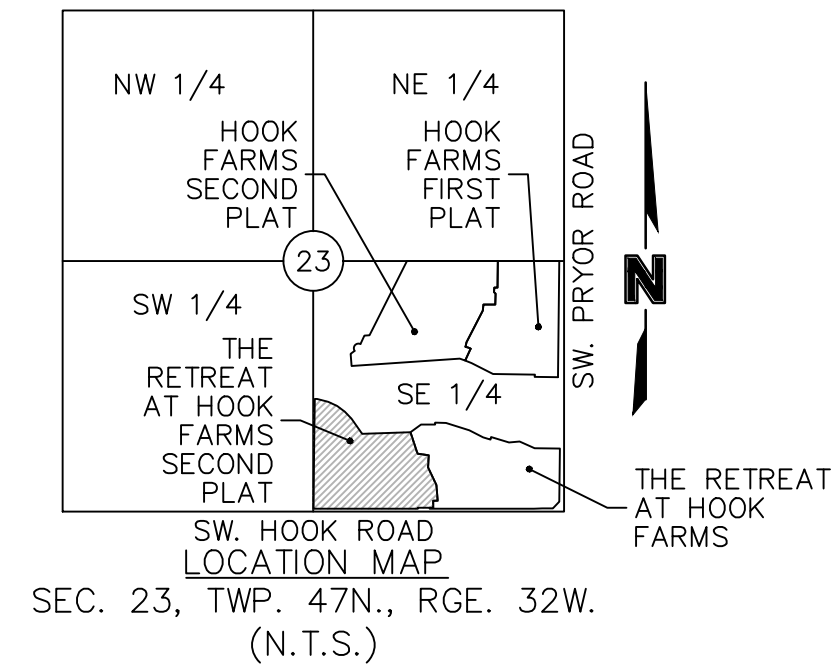 NW 1/4
NE 1/4
HOOK
FARMS
SECOND
PLAT
HOOK
FARMS
FIRST
PLAT
SW. PRYOR ROAD
N
23
SW 1/4
THE
RETREAT
AT HOOK
FARMS
SECOND
PLAT
SE 1/4
THE RETREAT
AT HOOK
FARMS
SW. HOOK ROAD
LOCATION MAP
SEC. 23, TWP. 47N., RGE. 32W.
(N.T.S.)